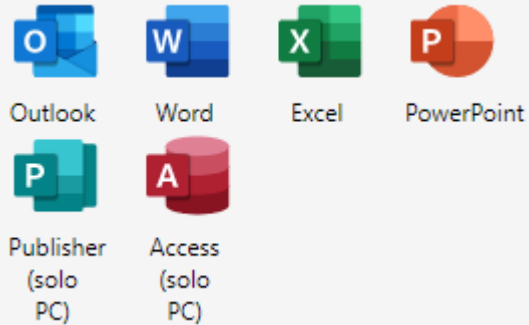 O W X P
Outlook Word Excel PowerPoint
P A
Publisher Access
(solo (solo
PC) PC)